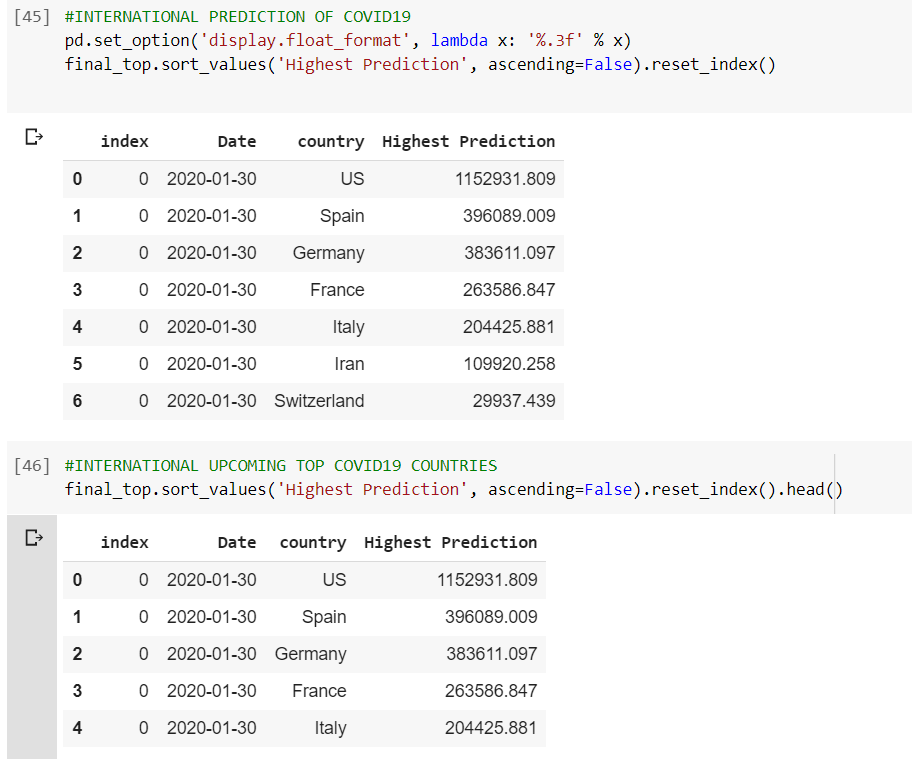 [45] #INTERNATIONAL PREDICTION OF COVID19
pd.set_option('display.float_format', lambda x: '%.3f' % x)
final_top.sort_values('Highest Prediction', ascending=False).reset_index()
index Date country Highest Prediction
0 0 2020-01-30 US 1152931.809
1 0 2020-01-30 Spain 396089.009
2 0 2020-01-30 Germany 383611.097
3 0 2020-01-30 France 263586.847
4 0 2020-01-30 Italy 204425.881
5 0 2020-01-30 Iran 109920.258
6 0 2020-01-30 Switzerland 29937.439
[46] #INTERNATIONAL UPCOMING TOP COVID19 COUNTRIES
final_top.sort_values('Highest Prediction', ascending=False).reset_index().head()
index Date country Highest Prediction
0 0 2020-01-30 US 1152931.809
1 0 2020-01-30 Spain 396089.009
2 0 2020-01-30 Germany 383611.097
3 0 2020-01-30 France 263586.847
4 0 2020-01-30 Italy 204425.881